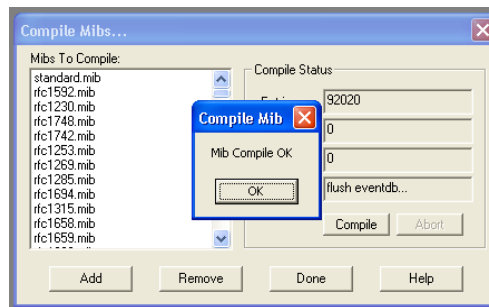 Compile Mibs...
Mibs To Compile:
standard.mib
rfc1592.mib
rfc1230.mib
rfc1748.mib
rfc1742.mib
rfc1253.mib
rfc1269.mib
rfc1285.mib
rfc1694.mib
rfc1315.mib
rfc1658.mib
rfc1659.mib
Compile Status
92020
0
0
flush eventdb...
Compile Abort
Compile Mib
Mib Compile OK
OK
Add Remove Done Help